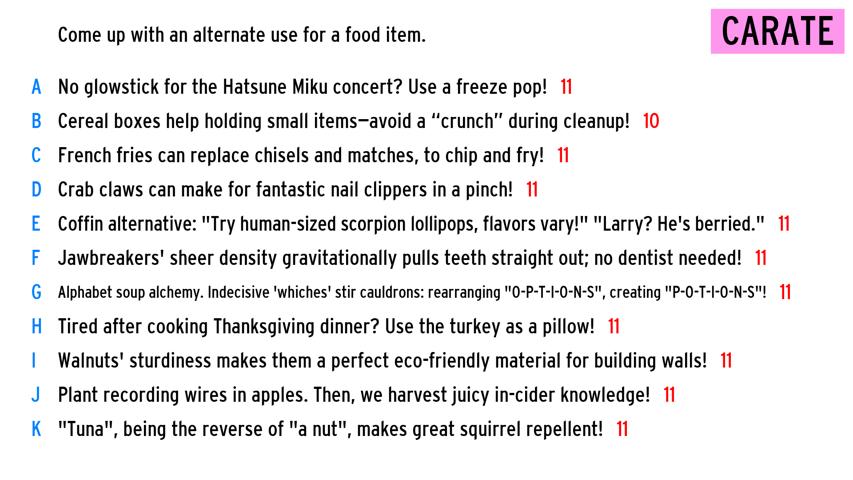 Come up with an alternate use for a food item.
CARATE
A No glowstick for the Hatsune Miku concert? Use a freeze pop! 11
B Cereal boxes help holding small items—avoid a “crunch” during cleanup! 10
C French fries can replace chisels and matches, to chip and fry! 11
D Crab claws can make for fantastic nail clippers in a pinch! 11
E Coffin alternative: "Try human-sized scorpion lollipops, flavors vary!" "Larry? He's berried." 11
F Jawbreakers' sheer density gravitationally pulls teeth straight out; no dentist needed! 11
G Alphabet soup alchemy. Indecisive 'whiches' stir cauldrons: rearranging "O-P-T-I-O-N-S", creating "P-O-T-I-O-N-S"! 11
H Tired after cooking Thanksgiving dinner? Use the turkey as a pillow! 11
I Walnuts' sturdiness makes them a perfect eco-friendly material for building walls! 11
J Plant recording wires in apples. Then, we harvest juicy in-cider knowledge! 11
K "Tuna", being the reverse of "a nut", makes great squirrel repellent! 11